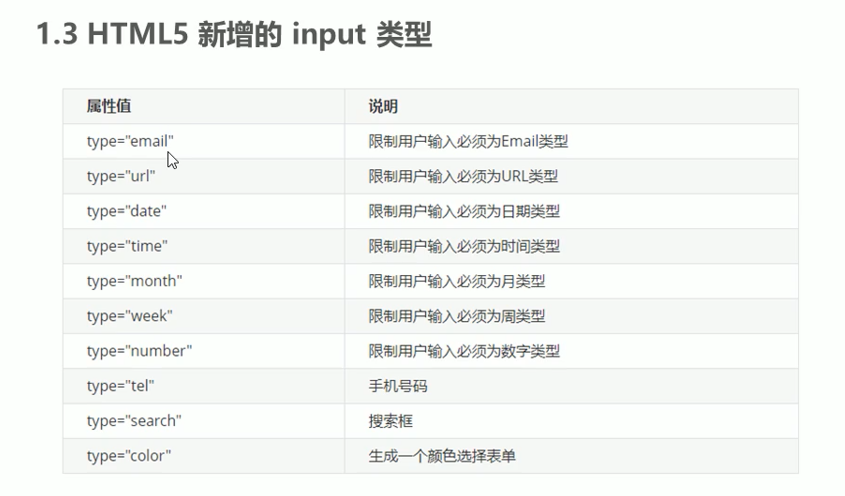 1.3 HTML5 新增的 input 类型
属性值 说明
type="email" 限制用户输入必须为Email类型
type="url" 限制用户输入必须为URL类型
type="date" 限制用户输入必须为日期类型
type="time" 限制用户输入必须为时间类型
type="month" 限制用户输入必须为月类型
type="week" 限制用户输入必须为周类型
type="number" 限制用户输入必须为数字类型
type="tel" 手机号码
type="search" 搜索框
type="color" 生成一个颜色选择表单